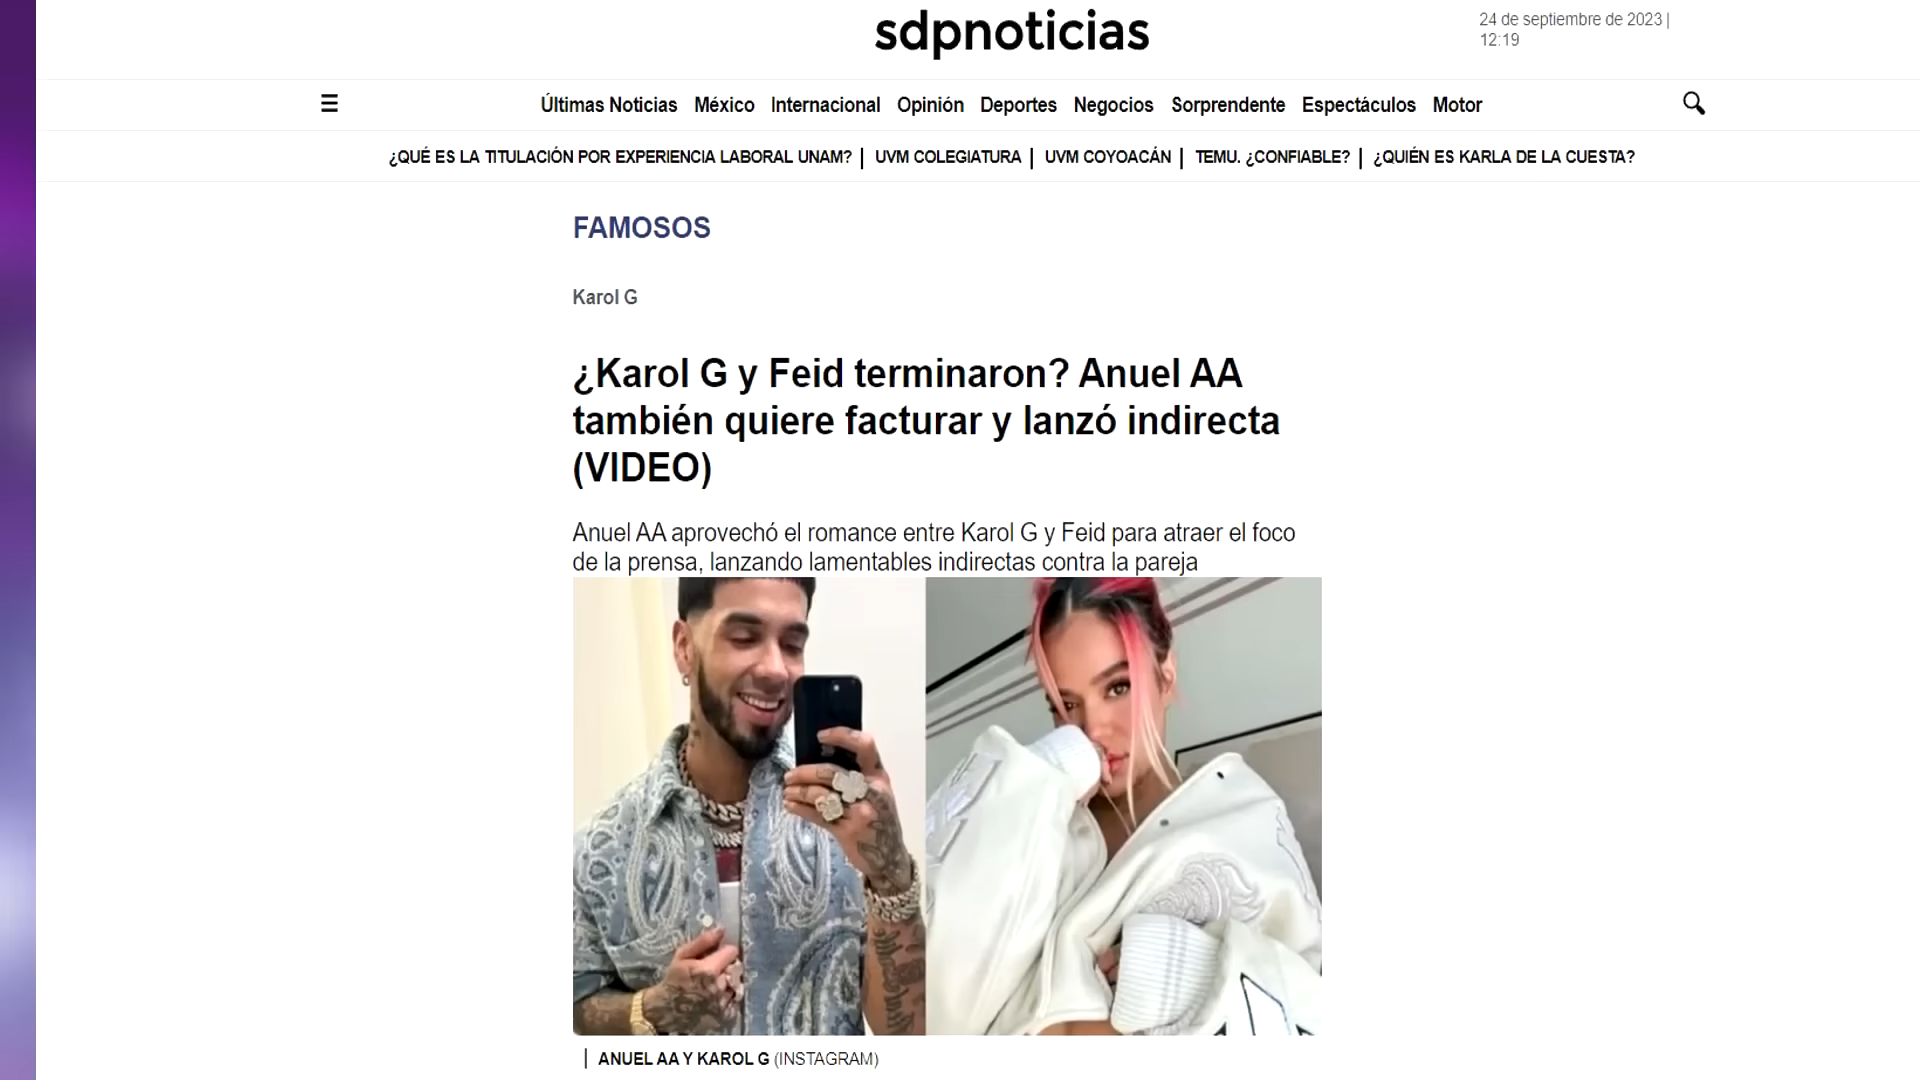 sdpnoticias
24 de septiembre de 2023 |
12:19
Últimas Noticias México Internacional Opinión Deportes Negocios Sorprendente Espectáculos Motor
¿QUÉ ES LA TITULACIÓN POR EXPERIENCIA LABORAL UNAM? | UVM COLEGIATURA | UVM COYOACÁN | TEMU. ¿CONFIABLE? | ¿QUIÉN ES KARLA DE LA CUESTA?
FAMOSOS
Karol G
¿Karol G y Feid terminaron? Anuel AA
también quiere facturar y lanzó indirecta
(VIDEO)
Anuel AA aprovechó el romance entre Karol G y Feid para atraer el foco
de la prensa, lanzando lamentables indirectas contra la pareja
| ANUEL AA Y KAROL G (INSTAGRAM)